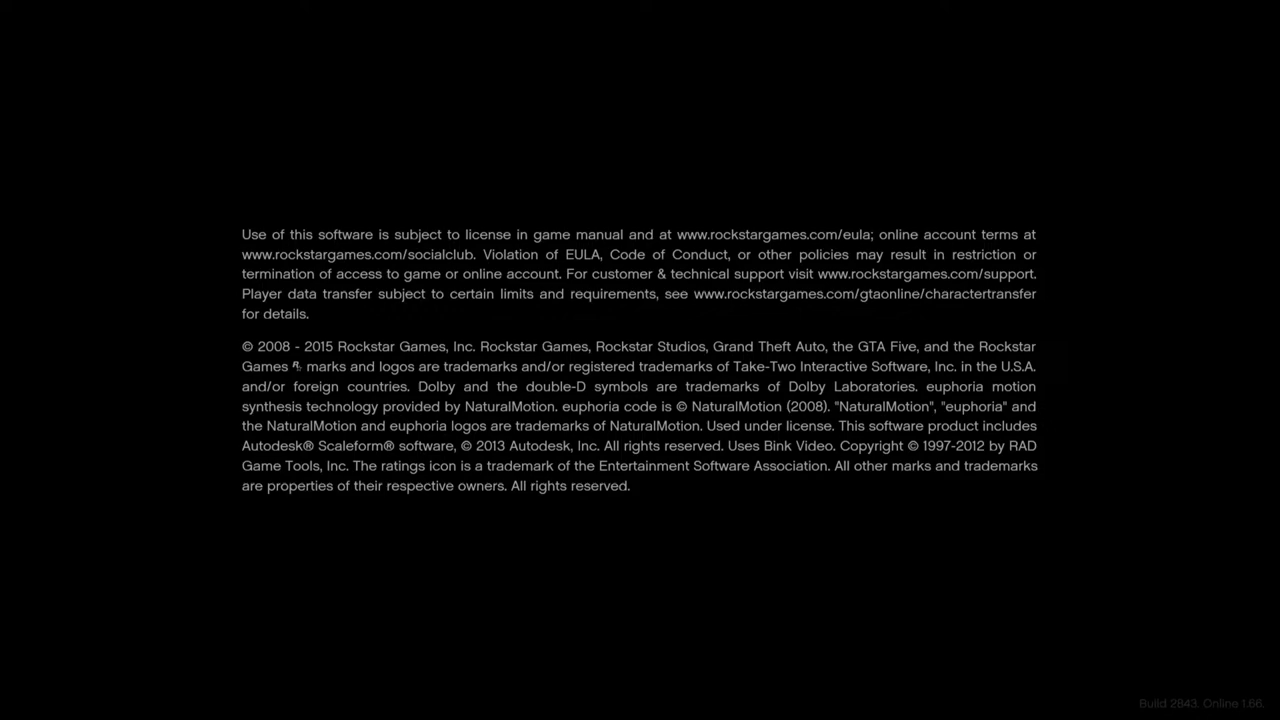 Use of this software is subject to license in game manual and at www.rockstargames.com/eula; online account terms at
www.rockstargames.com/socialclub. Violation of EULA, Code of Conduct, or other policies may result in restriction or
termination of access to game or online account. For customer & technical support visit www.rockstargames.com/support.
Player data transfer subject to certain limits and requirements, see www.rockstargames.com/gtaonline/charactertransfer
for details.
© 2008 - 2015 Rockstar Games, Inc. Rockstar Games, Rockstar Studios, Grand Theft Auto, the GTA Five, and the Rockstar
Games R* marks and logos are trademarks and/or registered trademarks of Take-Two Interactive Software, Inc. in the U.S.A.
and/or foreign countries. Dolby and the double-D symbols are trademarks of Dolby Laboratories. euphoria motion
synthesis technology provided by NaturalMotion. euphoria code is © NaturalMotion (2008). "NaturalMotion", "euphoria" and
the NaturalMotion and euphoria logos are trademarks of NaturalMotion. Used under license. This software product includes
Autodesk® Scaleform® software, © 2013 Autodesk, Inc. All rights reserved. Uses Bink Video. Copyright © 1997-2012 by RAD
Game Tools, Inc. The ratings icon is a trademark of the Entertainment Software Association. All other marks and trademarks
are properties of their respective owners. All rights reserved.
Build 2843. Online 1.66.